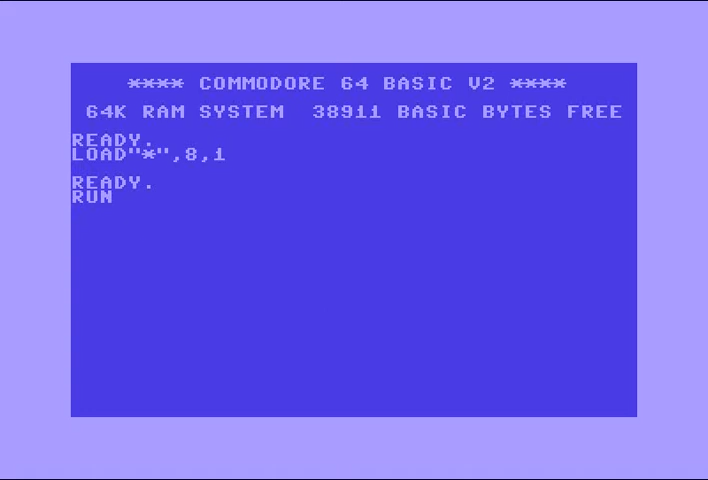 **** COMMODORE 64 BASIC V2 ****
64K RAM SYSTEM  38911 BASIC BYTES FREE
READY.
LOAD"*",8,1
READY.
RUN